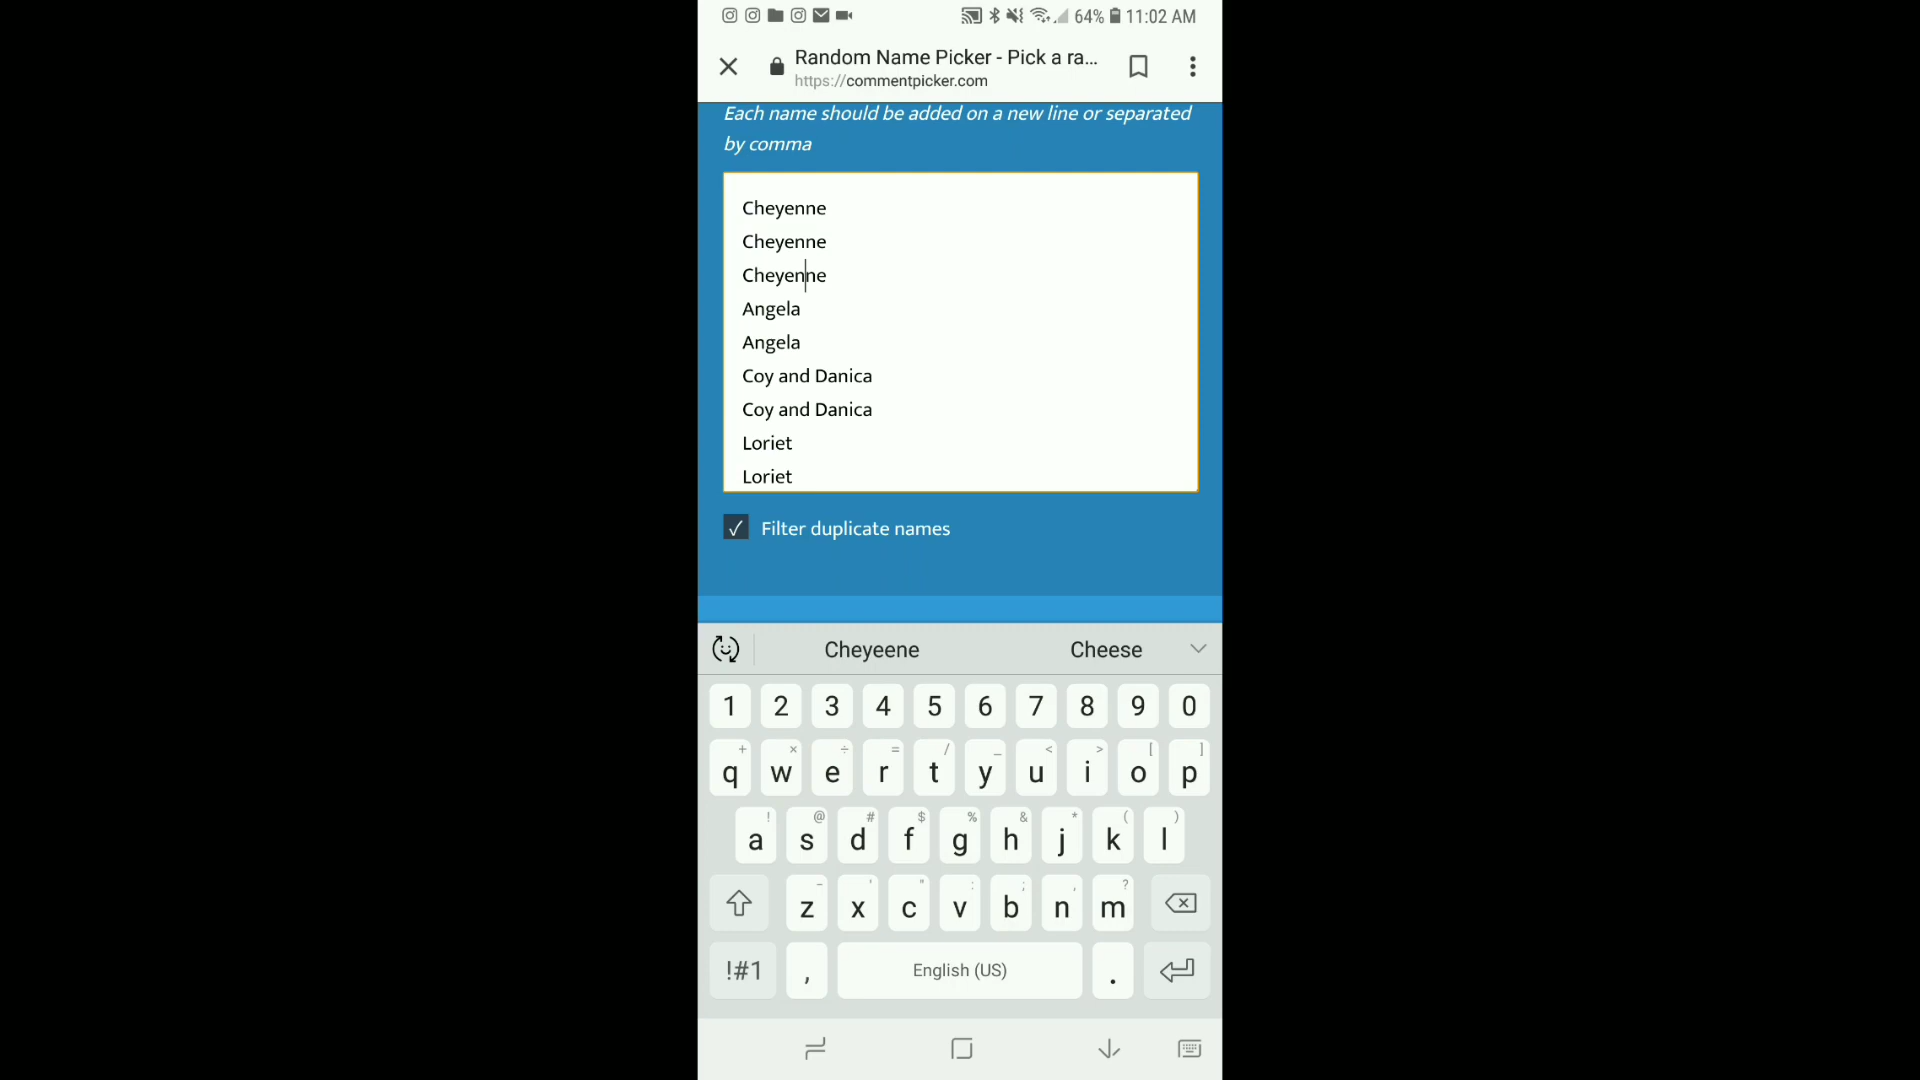 64% 11:02 AM
Random Name Picker - Pick a ra...
https://commentpicker.com
Each name should be added on a new line or separated
by comma
Cheyenne
Cheyenne
Cheyenne
Angela
Angela
Coy and Danica
Coy and Danica
Loriet
Loriet
✓ Filter duplicate names
Cheyeene Cheese
1 2 3 4 5 6 7 8 9 0
+ × ÷ = / _ < > [ ]
q w e r t y u i o p
! @ # $ % & * ( )
a s d f g h j k l
- ' " : ; , ?
z x c v b n m
!#1 , English (US) .